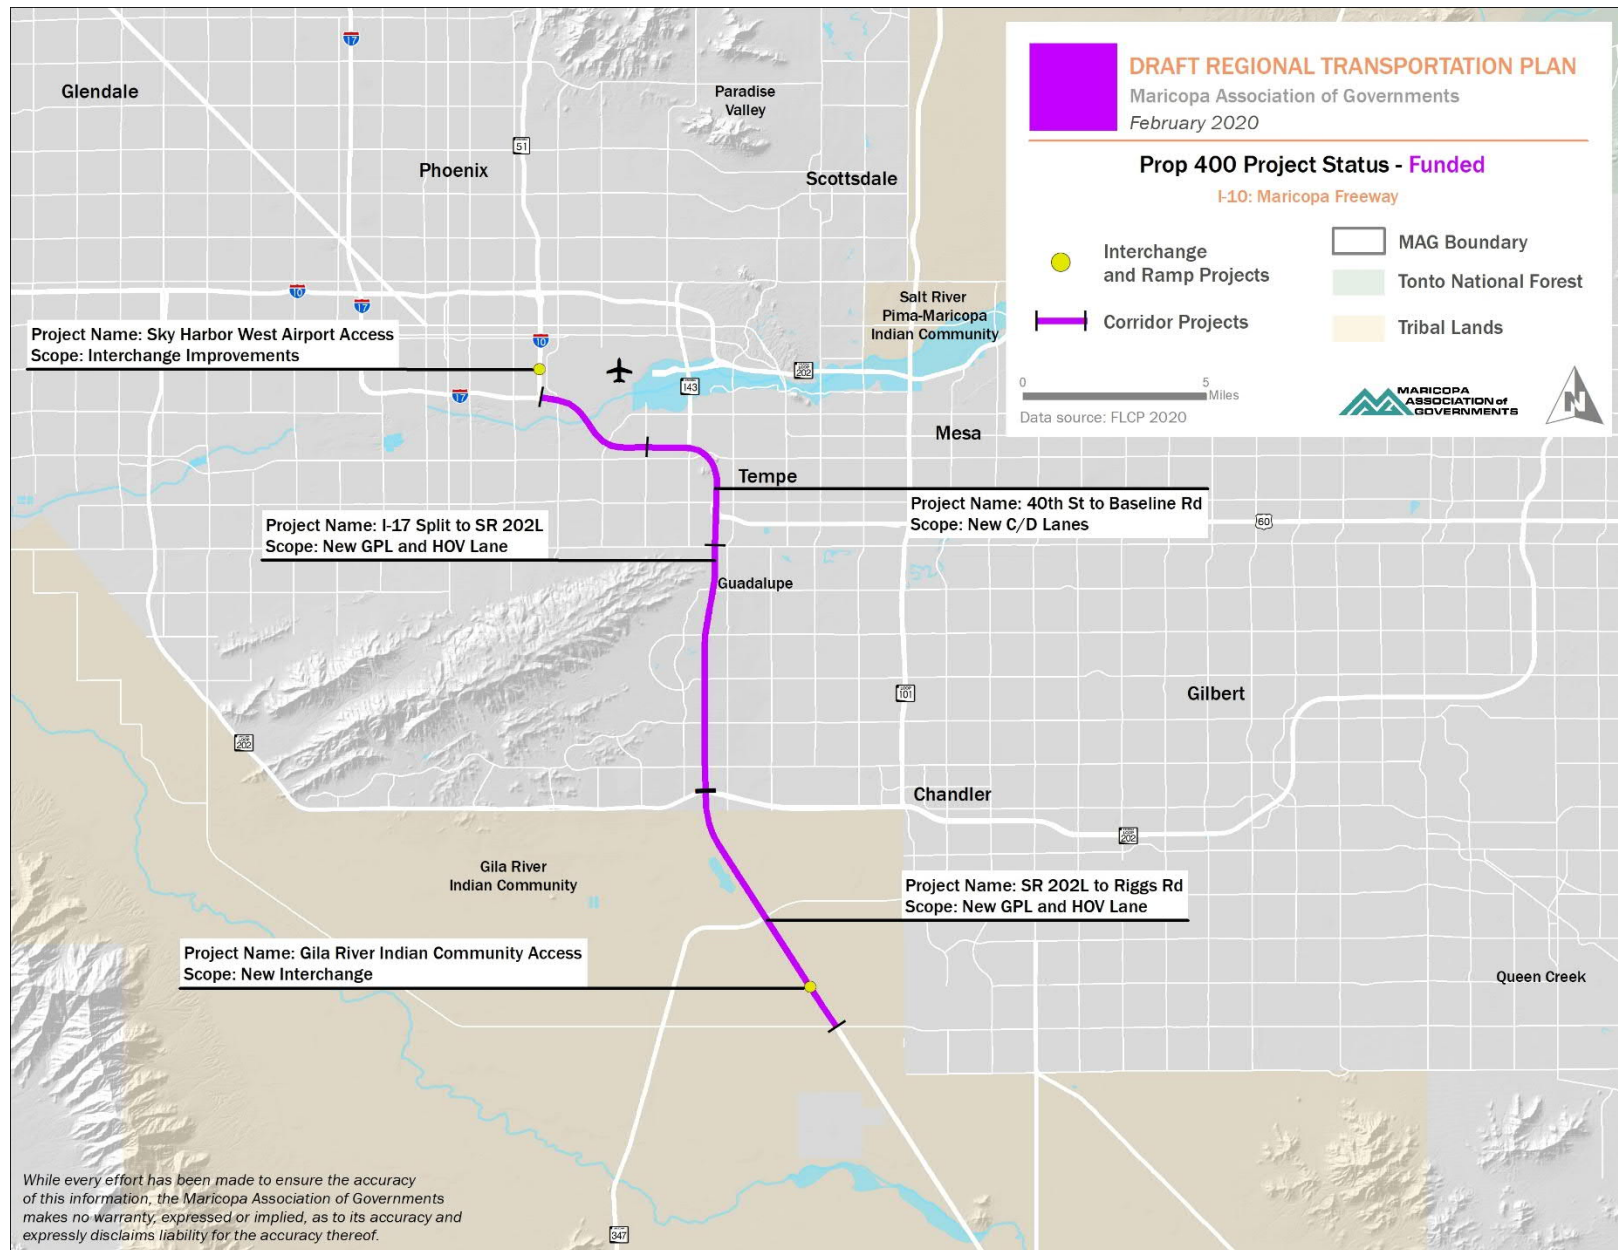 DRAFT REGIONAL TRANSPORTATION PLAN
Maricopa Association of Governments
February 2020
Prop 400 Project Status - Funded
I-10: Maricopa Freeway
Interchange
and Ramp Projects
Corridor Projects
MAG Boundary
Tonto National Forest
Tribal Lands
0 5
Miles
Data source: FLCP 2020
MARICOPA
ASSOCIATION of
GOVERNMENTS
N
17
Glendale
Paradise
Valley
51
Phoenix
Scottsdale
10
17
Salt River
Pima-Maricopa
Indian Community
Project Name: Sky Harbor West Airport Access
Scope: Interchange Improvements
10
LOOP
202
143
17
Mesa
Tempe
Project Name: 40th St to Baseline Rd
Scope: New C/D Lanes
60
Project Name: I-17 Split to SR 202L
Scope: New GPL and HOV Lane
Guadalupe
LOOP
101
Gilbert
202
Chandler
202
Gila River
Indian Community
Project Name: SR 202L to Riggs Rd
Scope: New GPL and HOV Lane
Project Name: Gila River Indian Community Access
Scope: New Interchange
Queen Creek
347
While every effort has been made to ensure the accuracy
of this information, the Maricopa Association of Governments
makes no warranty, expressed or implied, as to its accuracy and
expressly disclaims liability for the accuracy thereof.